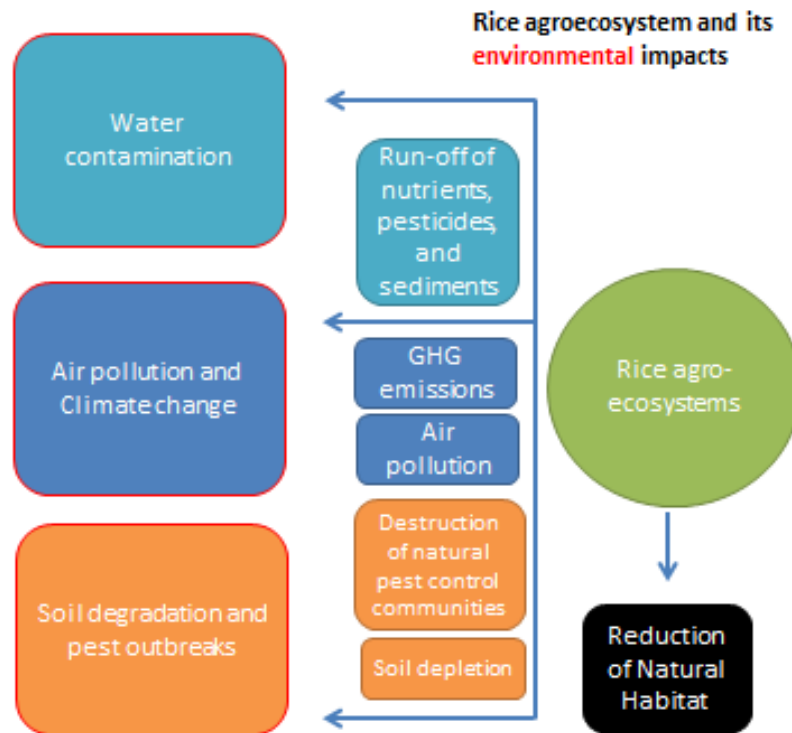 Rice agroecosystem and its
environmental impacts
Water
contamination
Run-off of
nutrients,
pesticides,
and
sediments
Air pollution and
Climate change
GHG
emissions
Air
pollution
Rice agro-
ecosystems
Soil degradation and
pest outbreaks
Destruction
of natural
pest control
communities
Soil depletion
Reduction
of Natural
Habitat